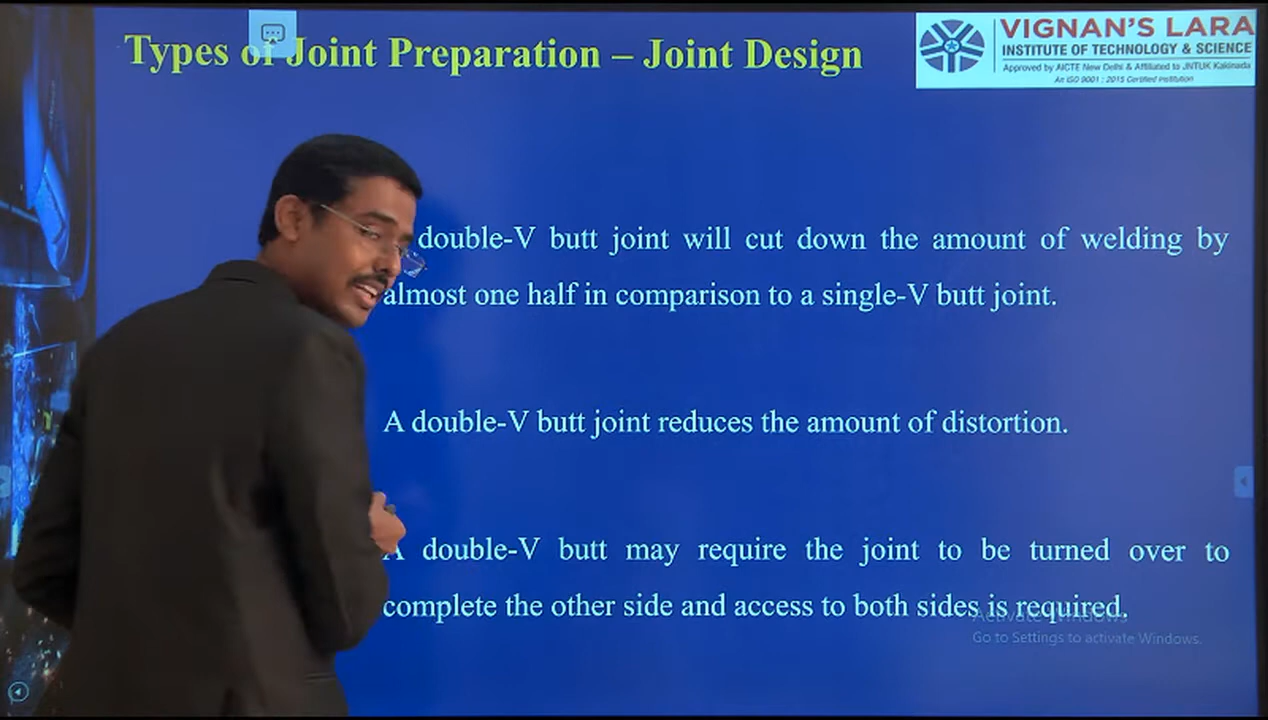 Types of Joint Preparation – Joint Design
VIGNAN'S LARA
INSTITUTE OF TECHNOLOGY & SCIENCE
Approved by AICTE New Delhi & Affiliated to JNTUK Kakinada
An ISO 9001 : 2015 Certified Institution
double-V butt joint will cut down the amount of welding by
almost one half in comparison to a single-V butt joint.
A double-V butt joint reduces the amount of distortion.
A double-V butt may require the joint to be turned over to
complete the other side and access to both sides is required.
Activate Windows
Go to Settings to activate Windows.